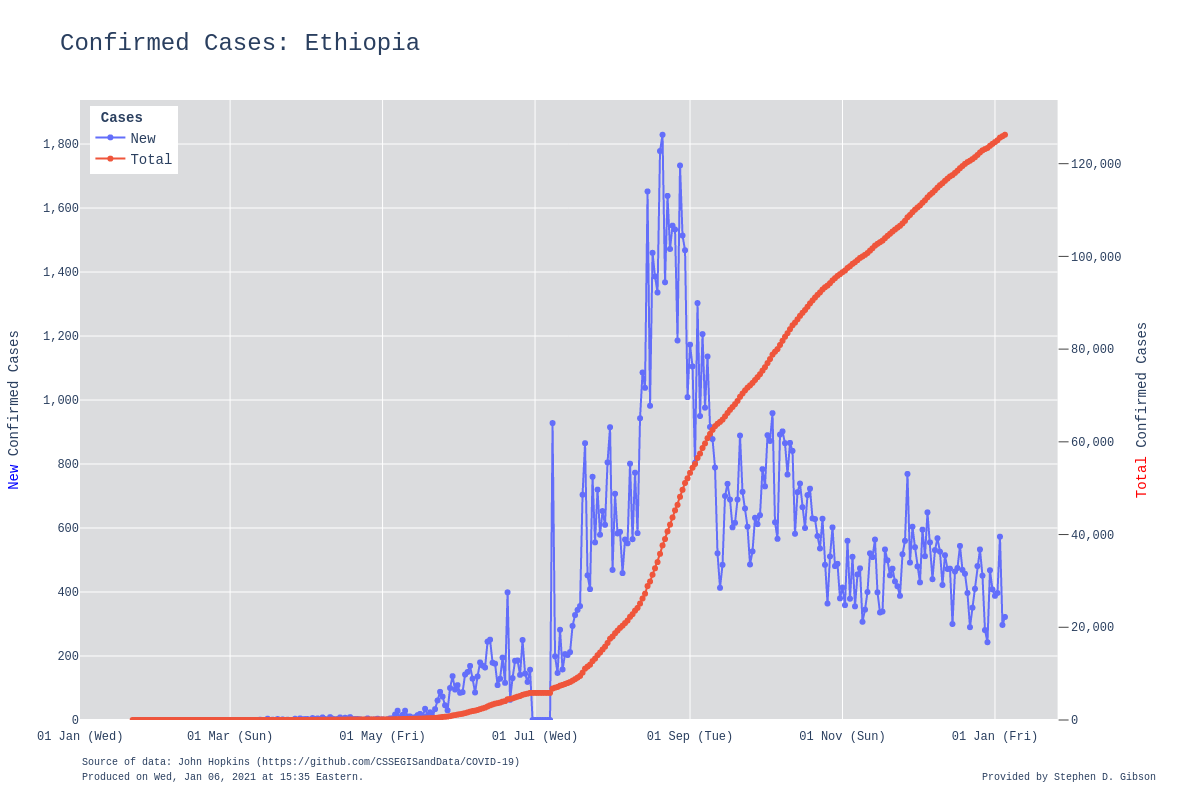 Confirmed Cases: Ethiopia
Cases
New
Total
1,800
1,600
1,400
1,200
1,000
800
600
400
200
0
120,000
100,000
80,000
60,000
40,000
20,000
0
New Confirmed Cases
Total Confirmed Cases
01 Jan (Wed)
01 Mar (Sun)
01 May (Fri)
01 Jul (Wed)
01 Sep (Tue)
01 Nov (Sun)
01 Jan (Fri)
Source of data: John Hopkins (https://github.com/CSSEGISandData/COVID-19)
Produced on Wed, Jan 06, 2021 at 15:35 Eastern.
Provided by Stephen D. Gibson